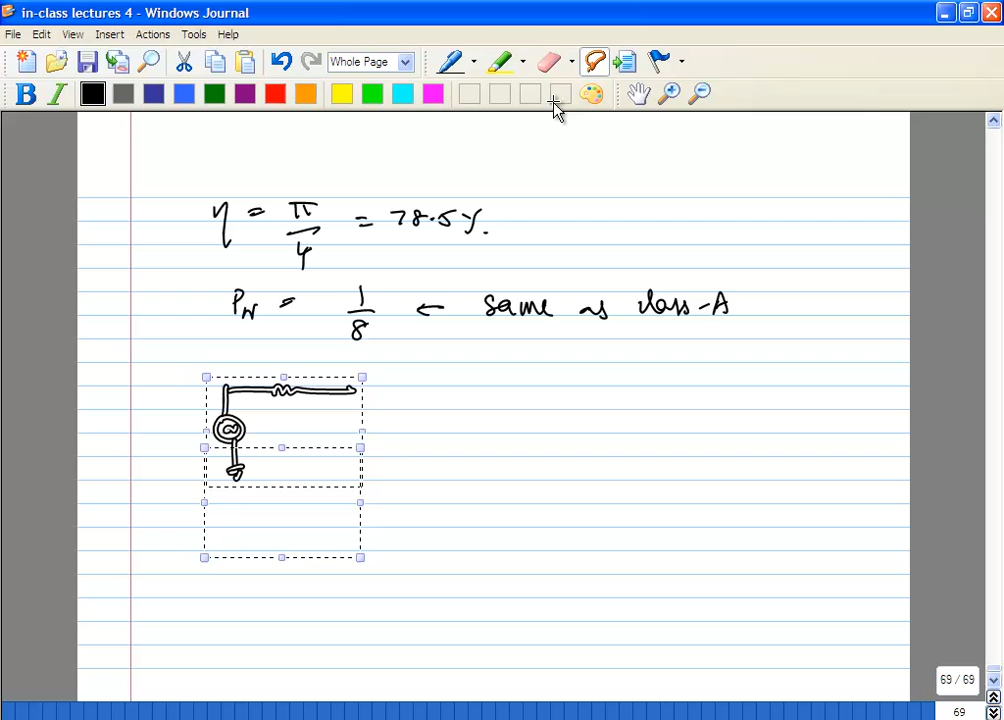 in-class lectures 4 - Windows Journal
File Edit View Insert Actions Tools Help
Whole Page
B I
η = π/4 = 78.5%.
PN = 1/8 ← same as class-A
69 / 69
69